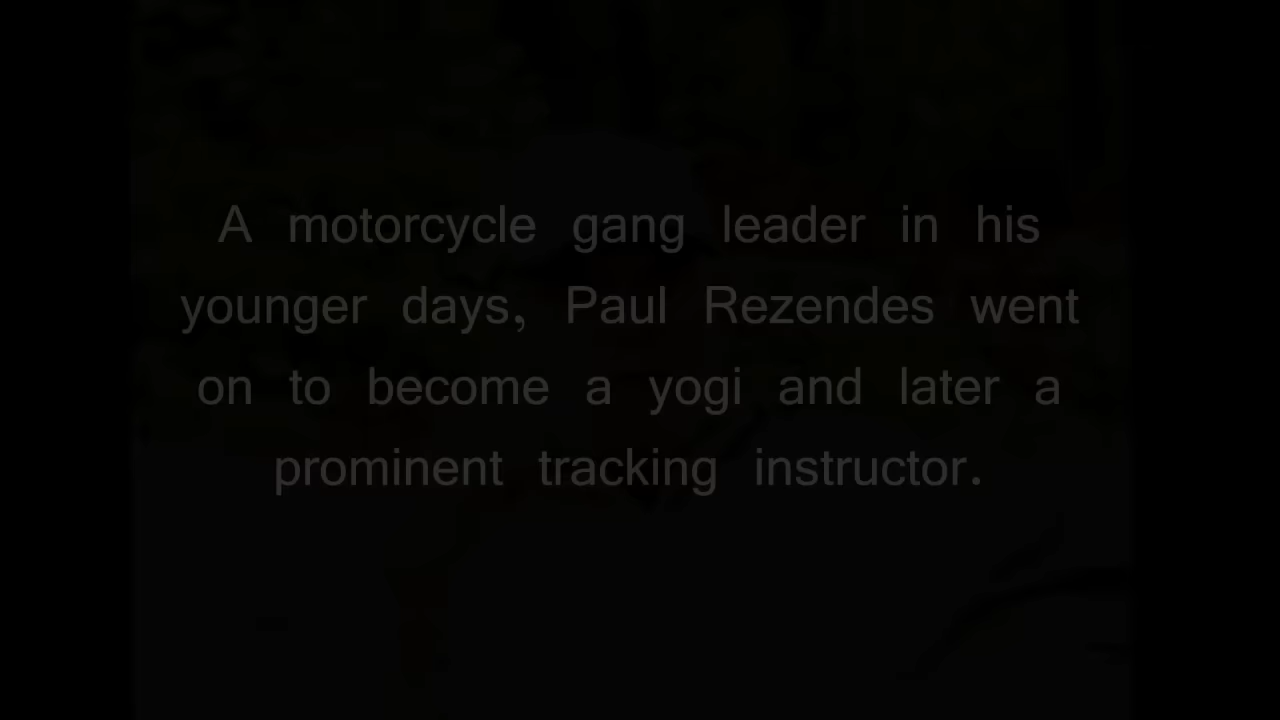 A motorcycle gang leader in his
younger days, Paul Rezendes went
on to become a yogi and later a
prominent tracking instructor.